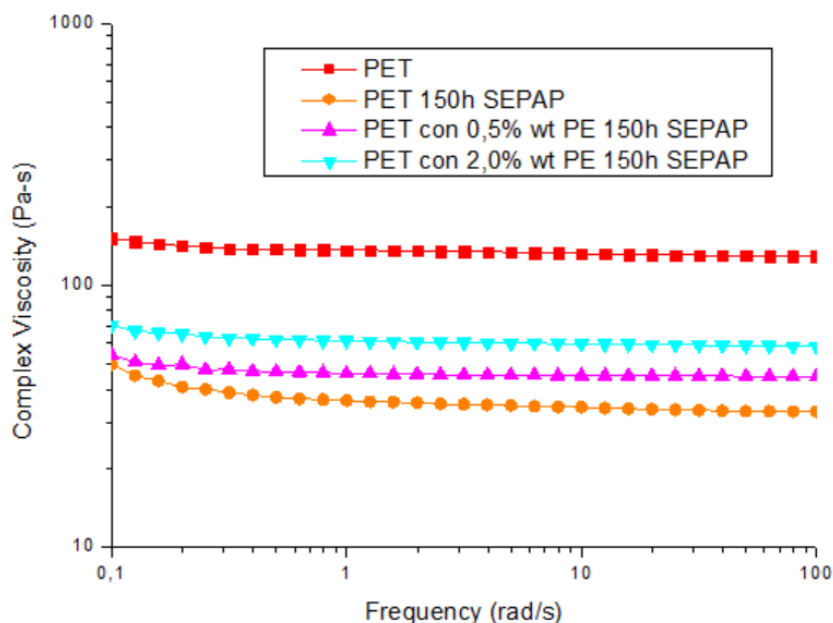 1000
PET
PET 150h SEPAP
PET con 0,5% wt PE 150h SEPAP
PET con 2,0% wt PE 150h SEPAP
Complex Viscosity (Pa-s)
100
10
0,1
1
10
100
Frequency (rad/s)